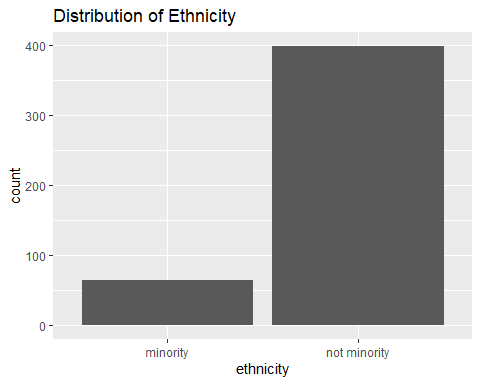 Distribution of Ethnicity
400
300
200
100
0
count
minority
not minority
ethnicity